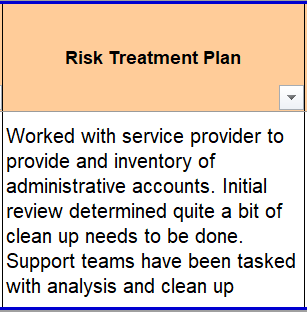 Risk Treatment Plan
Worked with service provider to
provide and inventory of
administrative accounts. Initial
review determined quite a bit of
clean up needs to be done.
Support teams have been tasked
with analysis and clean up